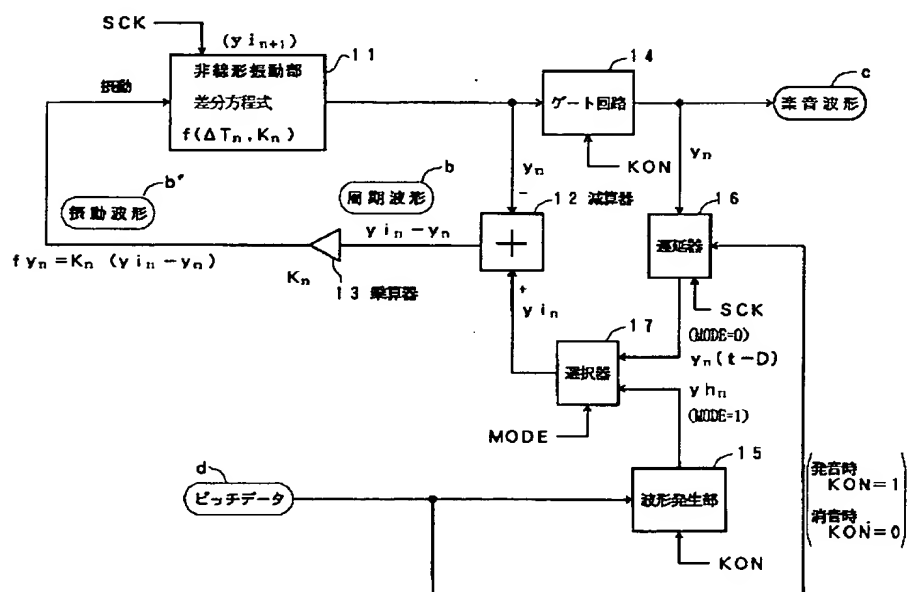 SCK
(yi_{n+1})
11
非線形振動部
差分方程式
f(ΔT_n, K_n)
振動
14
ゲート回路
KON
c
楽音波形
y_n
b'
振動波形
b
周期波形
y_n
−
12 減算器
+
yi_n−y_n
fy_n=K_n (yi_n−y_n)
K_n
13 乗算器
+
yi_n
16
遅延器
SCK
(MODE=0)
y_n(t−D)
17
選択器
yh_n
(MODE=1)
MODE
15
波形発生部
KON
d
ピッチデータ
発音時
KON=1
消音時
KON=0